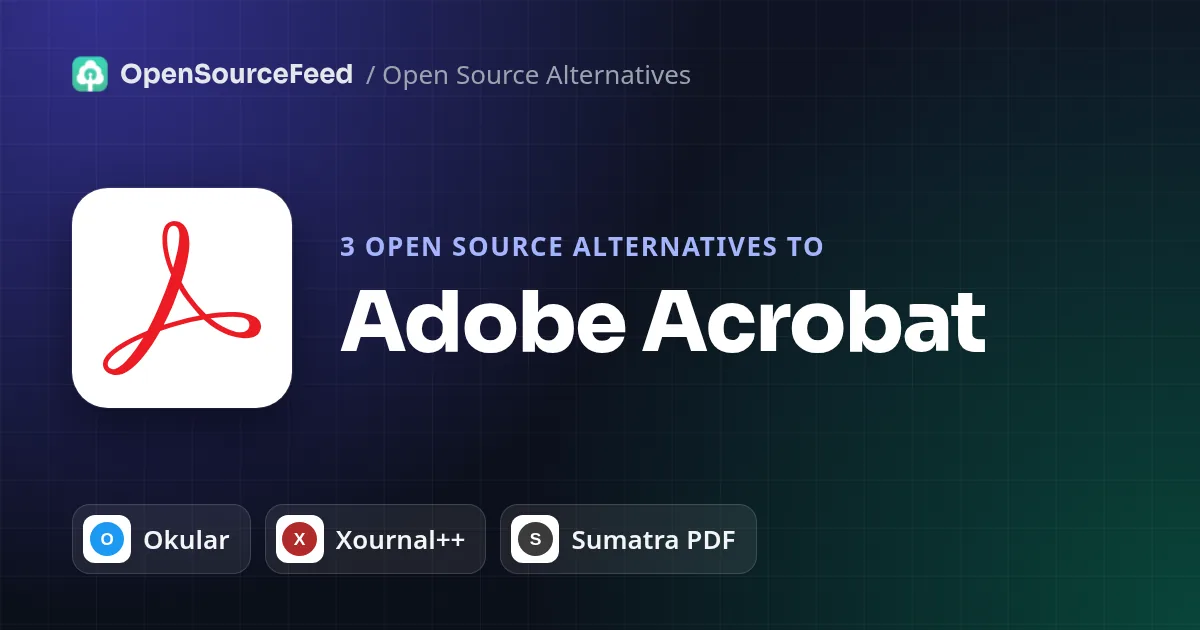 OpenSourceFeed / Open Source Alternatives
3 OPEN SOURCE ALTERNATIVES TO
Adobe Acrobat
O Okular X Xournal++ S Sumatra PDF